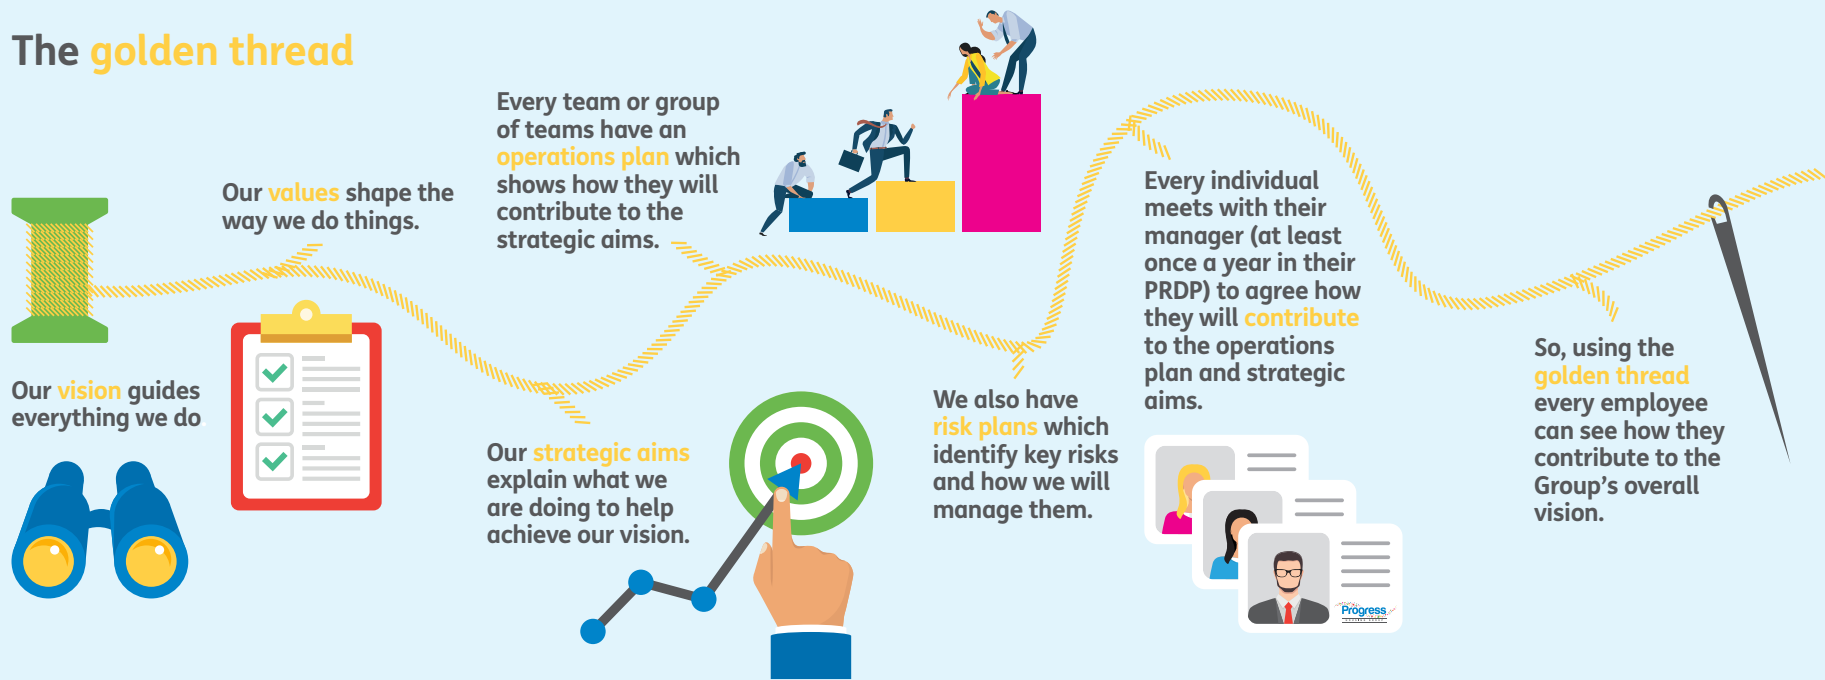 The golden thread
Our vision guides
everything we do.
Our values shape the
way we do things.
Our strategic aims
explain what we
are doing to help
achieve our vision.
Every team or group
of teams have an
operations plan which
shows how they will
contribute to the
strategic aims.
We also have
risk plans which
identify key risks
and how we will
manage them.
Every individual
meets with their
manager (at least
once a year in their
PRDP) to agree how
they will contribute
to the operations
plan and strategic
aims.
Progress
So, using the
golden thread
every employee
can see how they
contribute to the
Group's overall
vision.